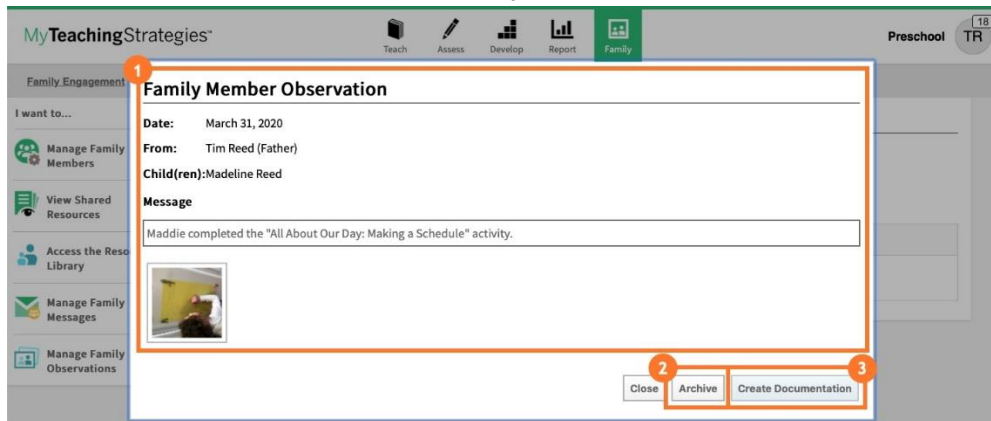 MyTeachingStrategies™
Teach
Assess
Develop
Report
Family
Preschool
18
TR
Family Engagement
I want to...
Manage Family
Members
View Shared
Resources
Access the Reso
Library
Manage Family
Messages
Manage Family
Observations
1
Family Member Observation
Date: March 31, 2020
From: Tim Reed (Father)
Child(ren):Madeline Reed
Message
Maddie completed the "All About Our Day: Making a Schedule" activity.
2
3
Close
Archive
Create Documentation